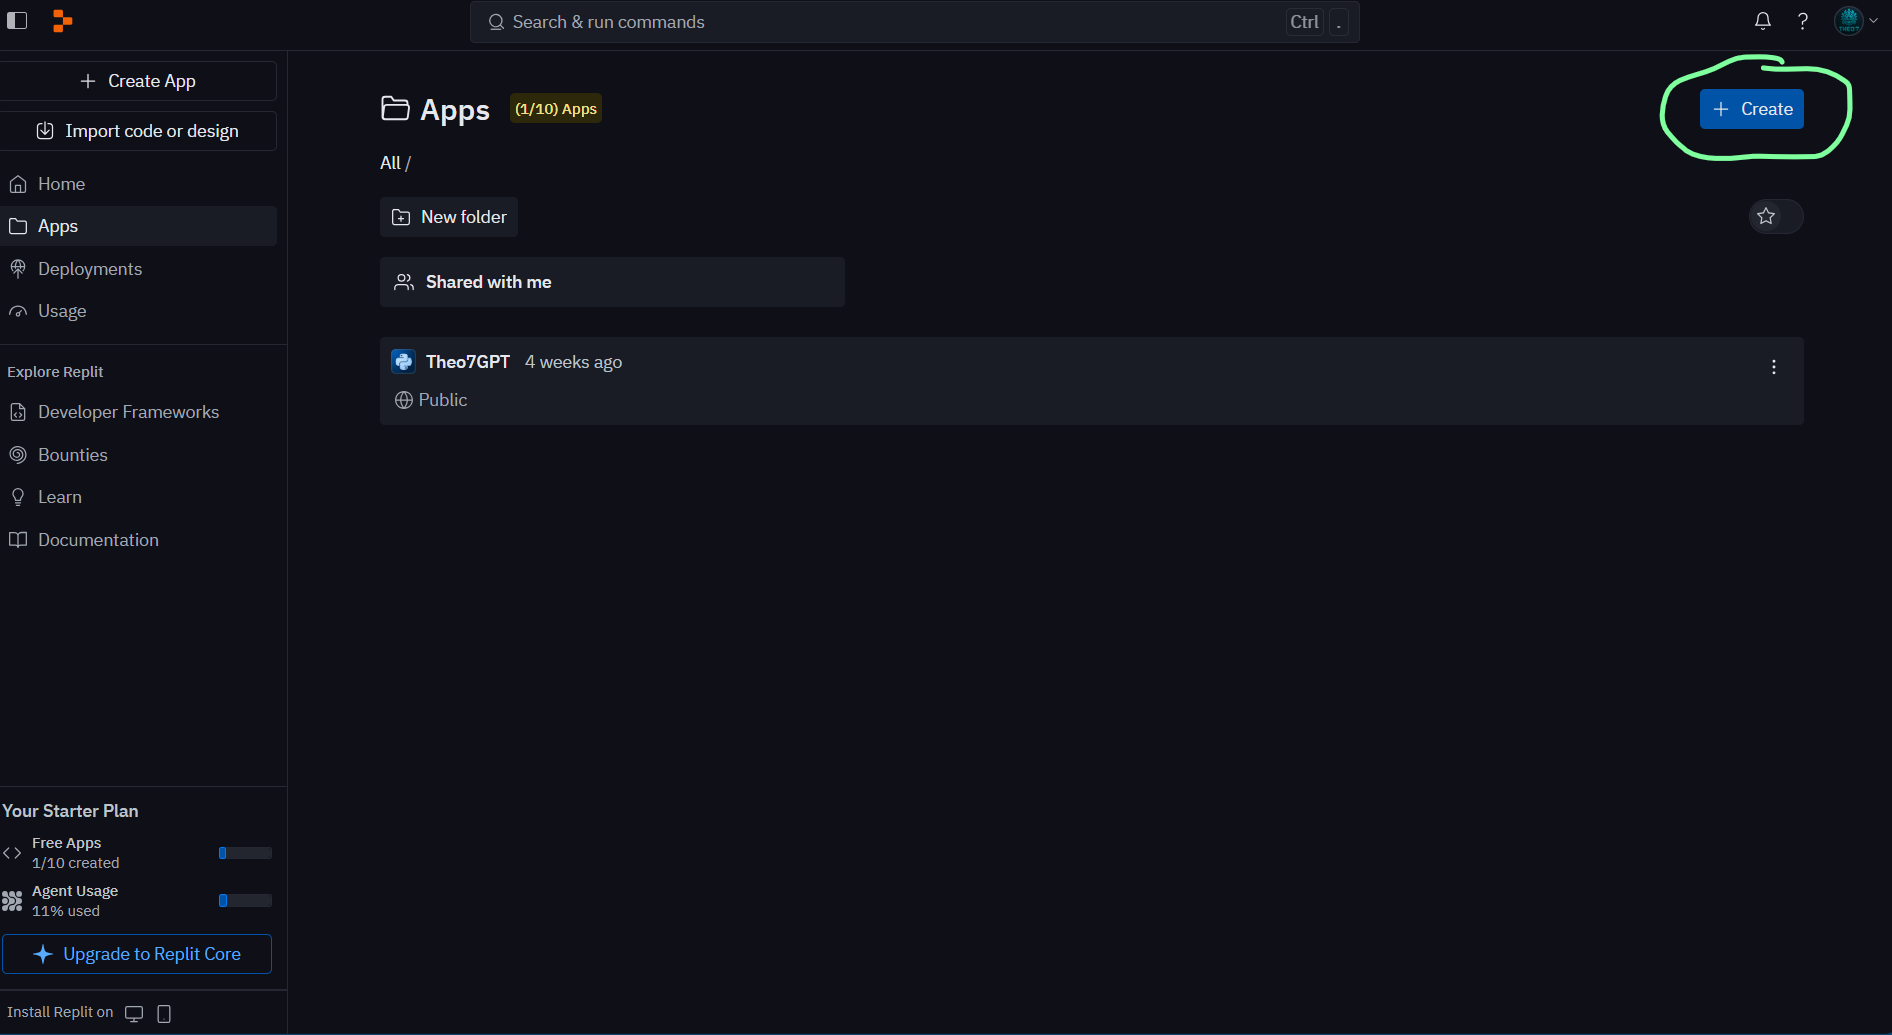 Search & run commands
Ctrl .
Create App
Import code or design
Home
Apps
Deployments
Usage
Explore Replit
Developer Frameworks
Bounties
Learn
Documentation
Your Starter Plan
Free Apps
1/10 created
Agent Usage
11% used
Upgrade to Replit Core
Install Replit on
Apps (1/10) Apps
Create
All /
New folder
Shared with me
Theo7GPT 4 weeks ago
Public